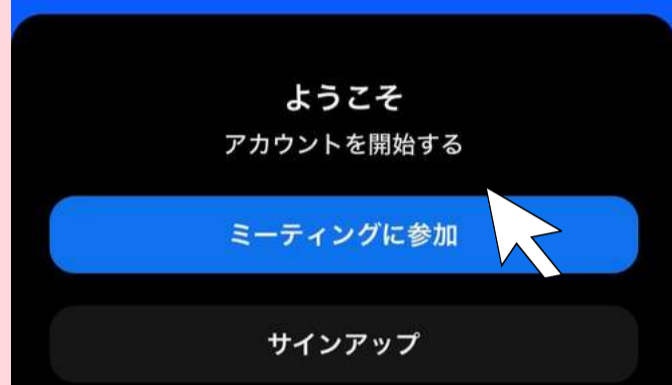 ようこそ
アカウントを開始する
ミーティングに参加
サインアップ